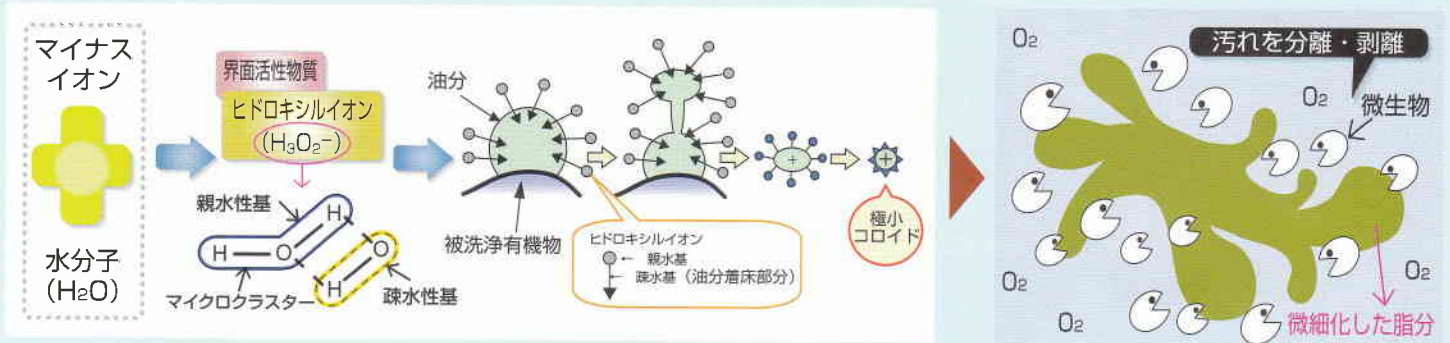 マイナス
イオン
水分子
(H2O)
界面活性物質
ヒドロキシルイオン
(H3O2−)
親水性基
H
H
O
H
O
マイクロクラスター
疎水性基
油分
被洗浄有機物
ヒドロキシルイオン
親水基
疎水基（油分着床部分）
+
+
極小
コロイド
O2
汚れを分離・剥離
O2
微生物
O2
O2
O2
微細化した脂分